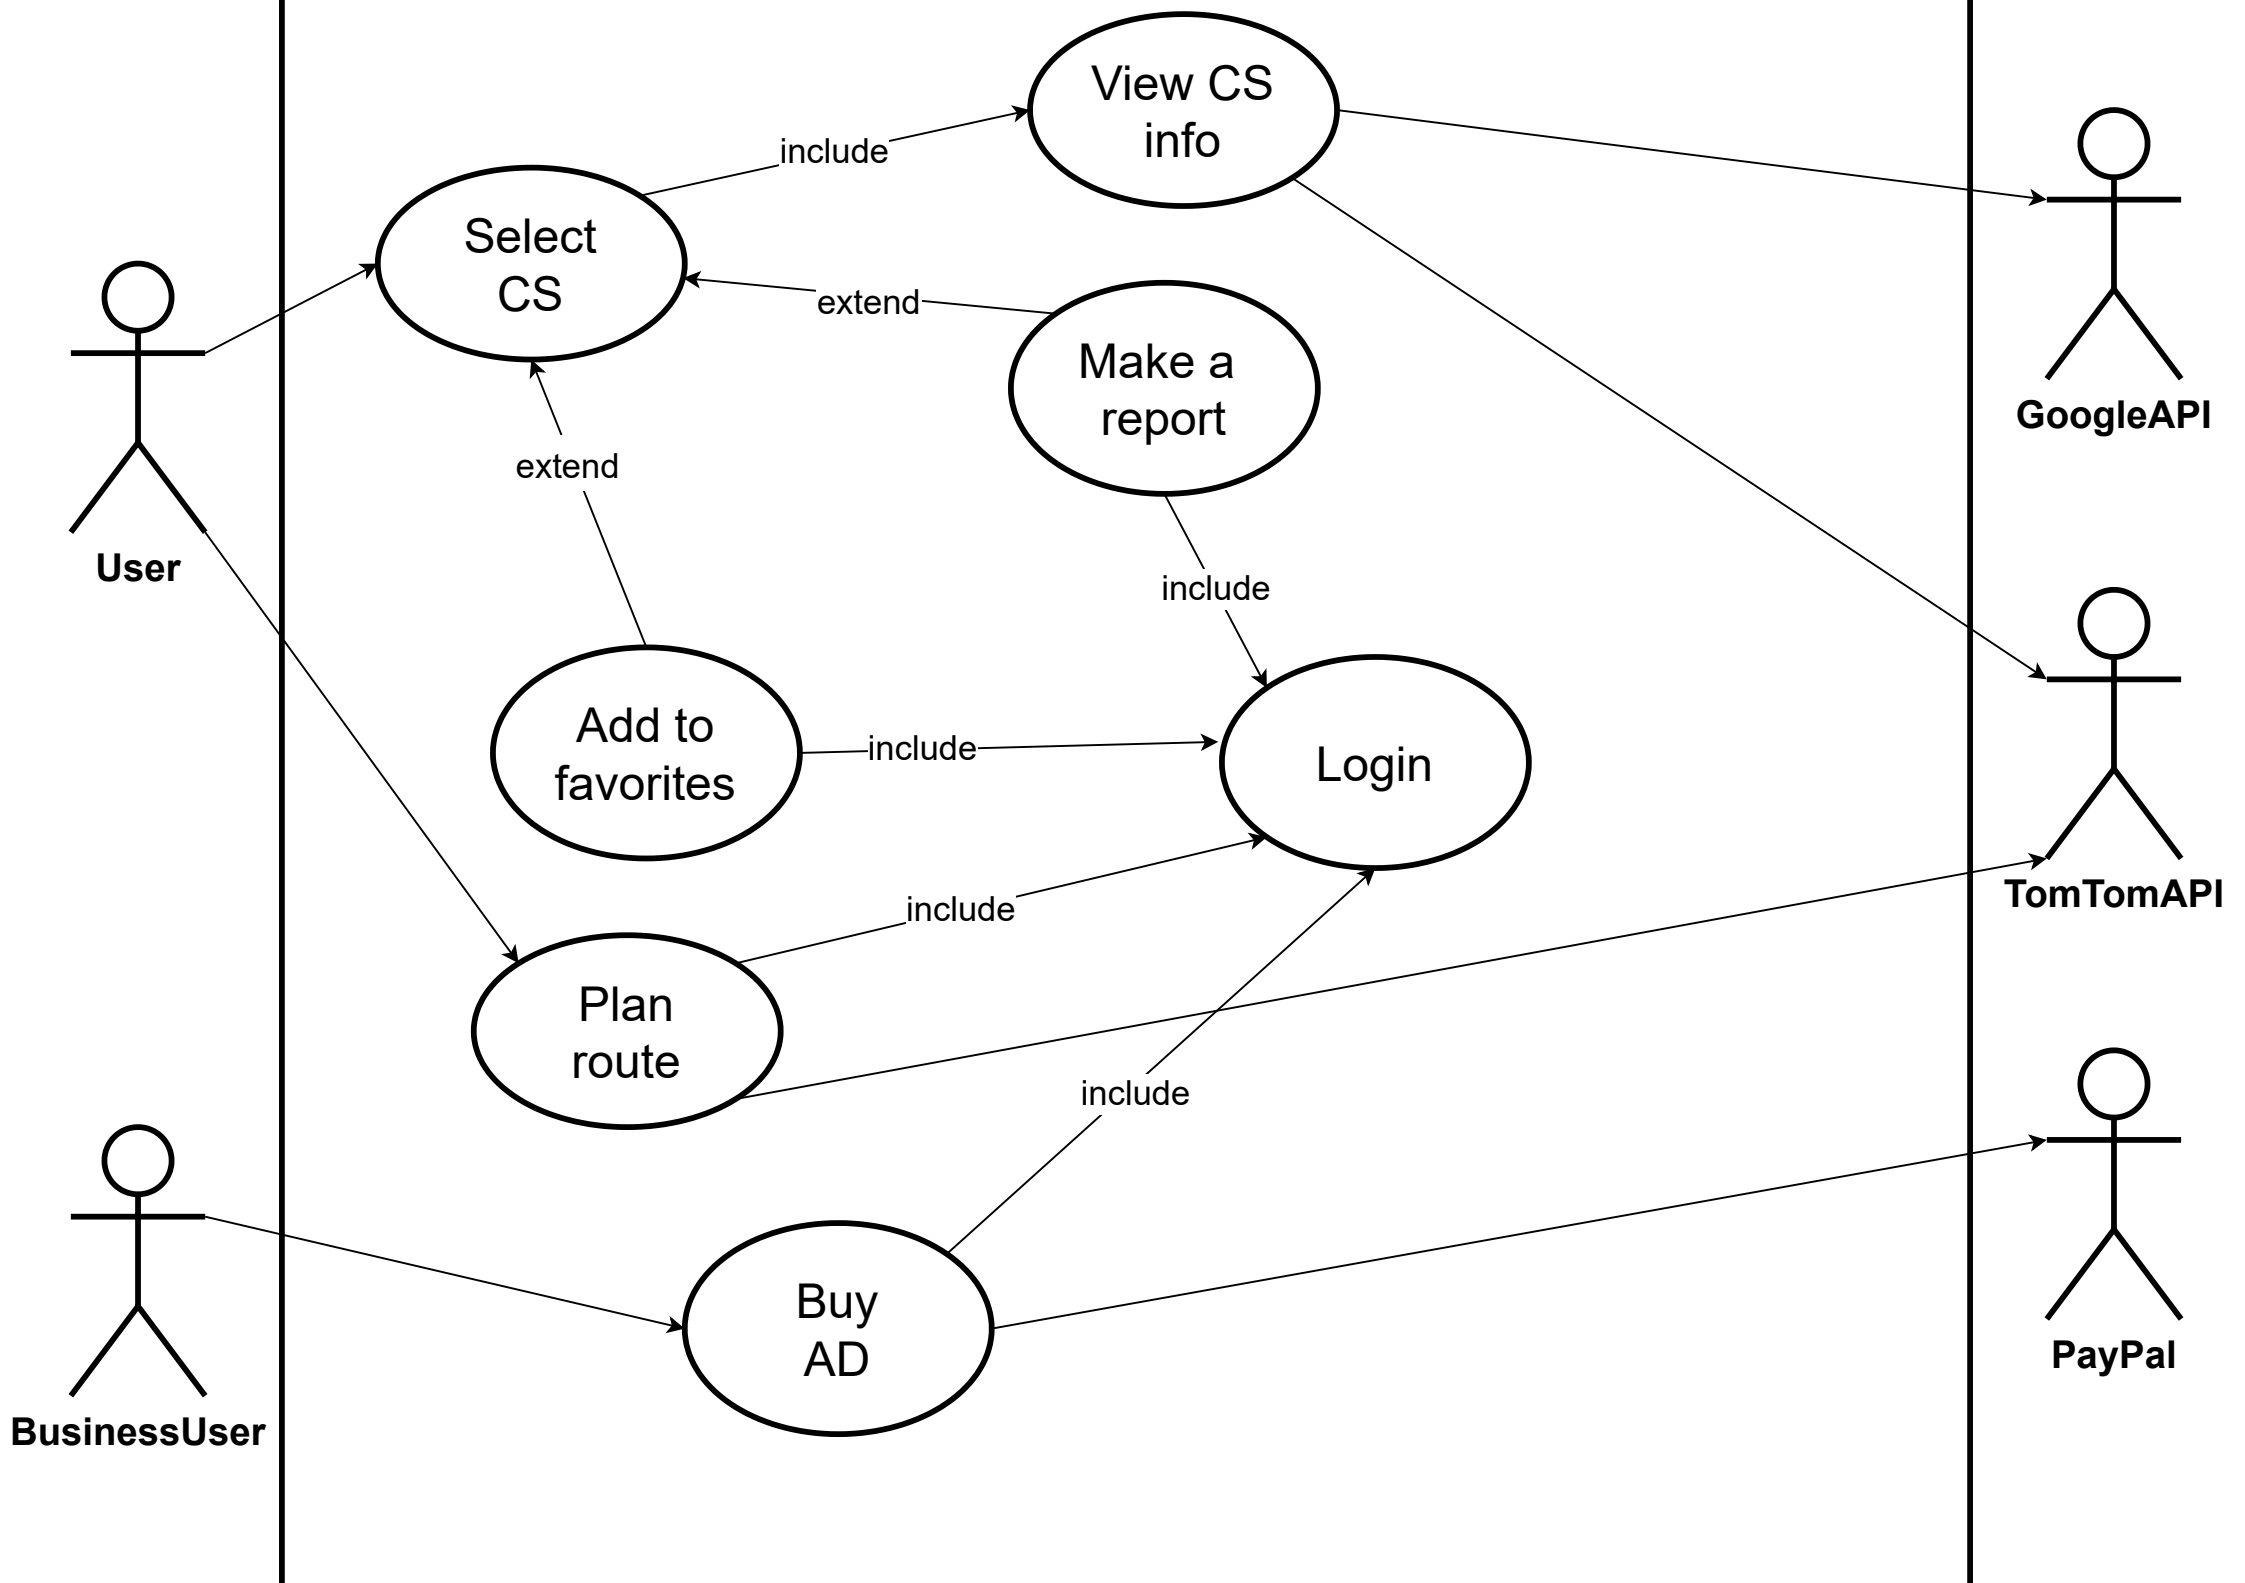 View CS
info
include
Select
CS
extend
Make a
report
GoogleAPI
extend
User
include
Add to
favorites
include
Login
TomTomAPI
include
Plan
route
include
Buy
AD
PayPal
BusinessUser